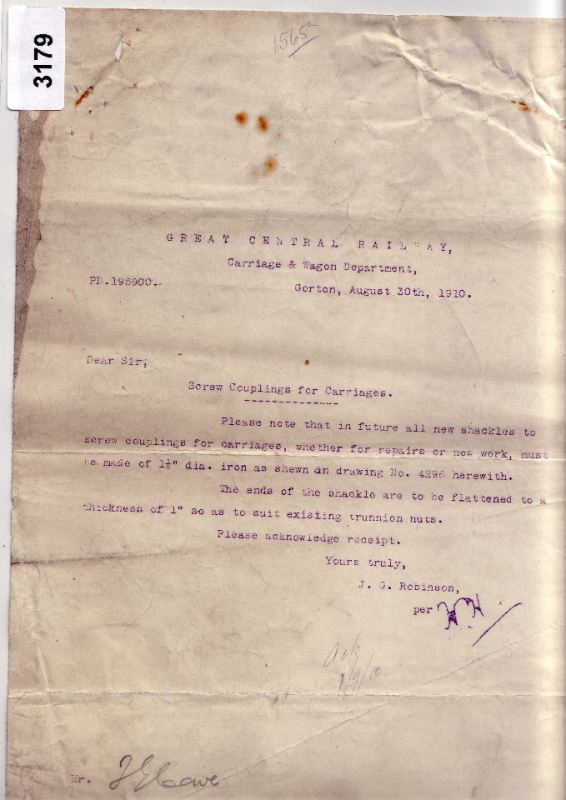 3179
1565
GREAT CENTRAL RAILWAY,
Carriage & Wagon Department,
PD.195900.-
Gorton, August 30th, 1910.
Dear Sir,
Screw Couplings for Carriages.
Please note that in future all new shackles to
screw couplings for carriages, whether for repairs or new work, must
be made of 1⅛" dia. iron as shewn on drawing No. 4296 herewith.
The ends of the shackle are to be flattened to a
thickness of 1" so as to suit existing trunnion nuts.
Please acknowledge receipt.
Yours truly,
J. G. Robinson,
per
Mr.